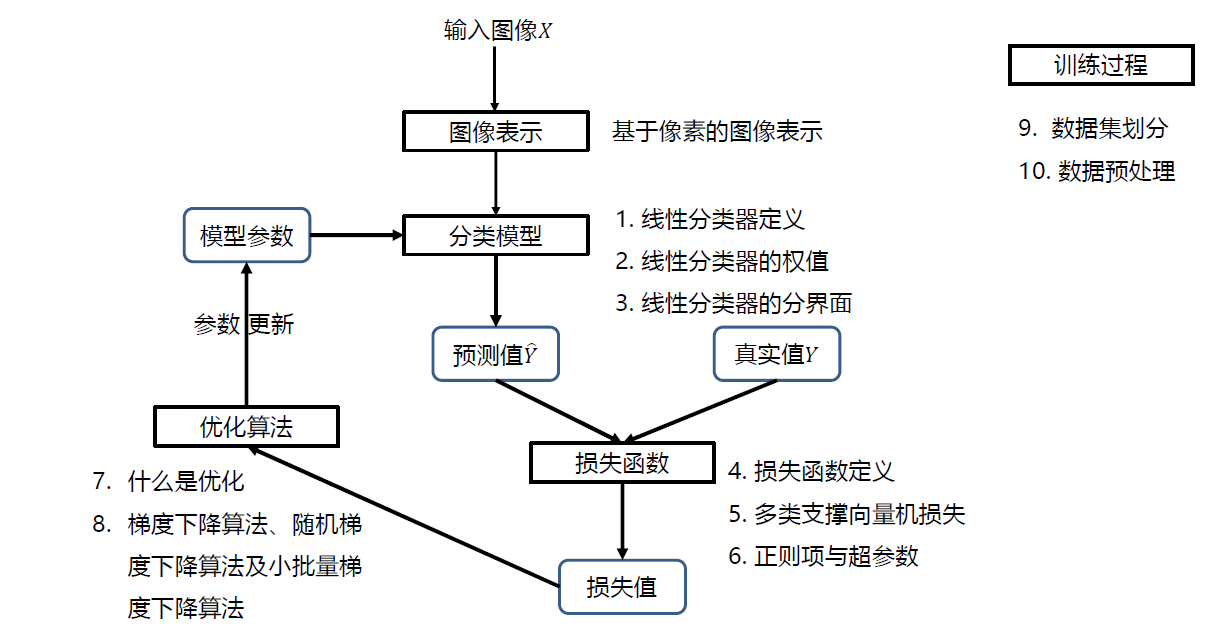 输入图像X
训练过程
图像表示
基于像素的图像表示
9. 数据集划分
10. 数据预处理
模型参数
分类模型
1. 线性分类器定义
2. 线性分类器的权值
3. 线性分类器的分界面
参数更新
预测值Ŷ
真实值Y
优化算法
损失函数
4. 损失函数定义
5. 多类支撑向量机损失
6. 正则项与超参数
7. 什么是优化
8. 梯度下降算法、随机梯
度下降算法及小批量梯
度下降算法
损失值